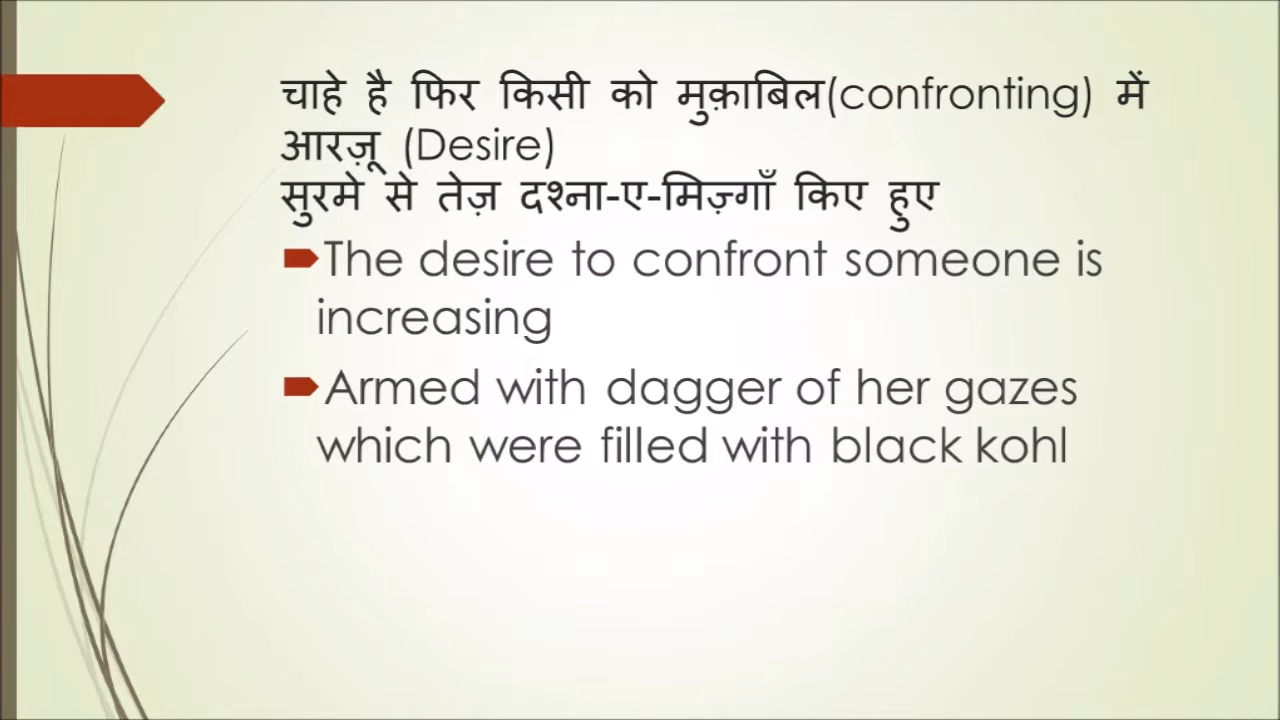 चाहे है फिर किसी को मुक़ाबिल(confronting) में
आरज़ू (Desire)
सुरमे से तेज़ दश्ना-ए-मिज़्गाँ किए हुए
The desire to confront someone is
increasing
Armed with dagger of her gazes
which were filled with black kohl